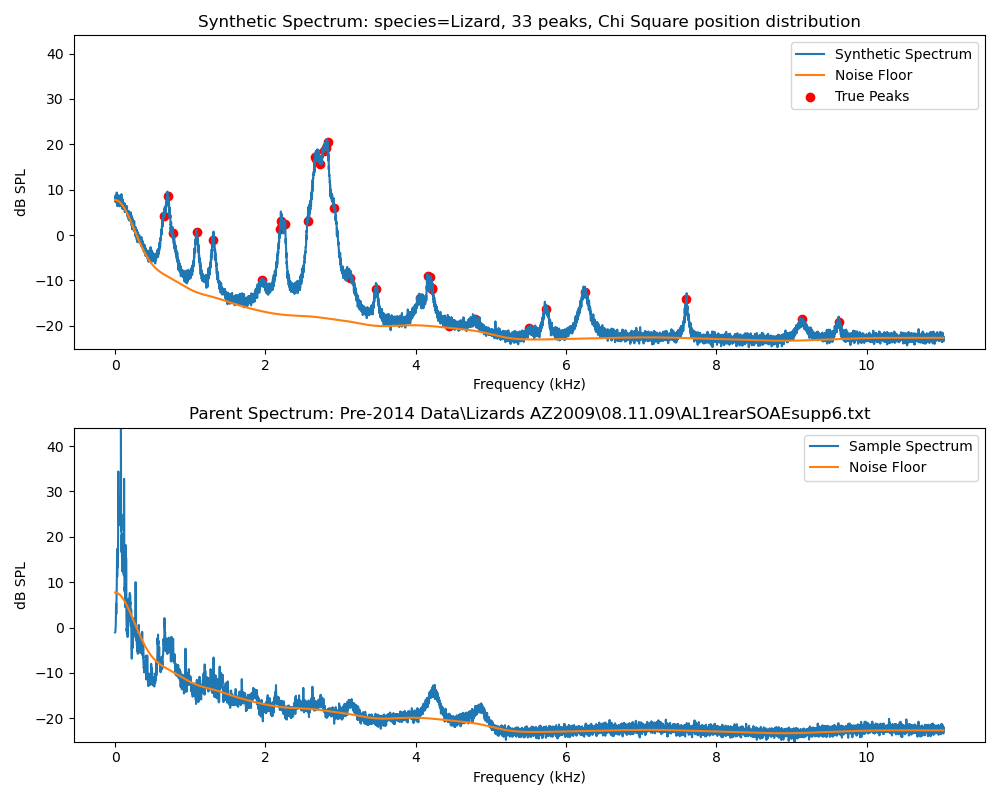 Synthetic Spectrum: species=Lizard, 33 peaks, Chi Square position distribution
40
30
20
10
0
−10
−20
dB SPL
Synthetic Spectrum
Noise Floor
True Peaks
0 2 4 6 8 10
Frequency (kHz)
Parent Spectrum: Pre-2014 Data\Lizards AZ2009\08.11.09\AL1rearSOAEsupp6.txt
40
30
20
10
0
−10
−20
dB SPL
Sample Spectrum
Noise Floor
0 2 4 6 8 10
Frequency (kHz)